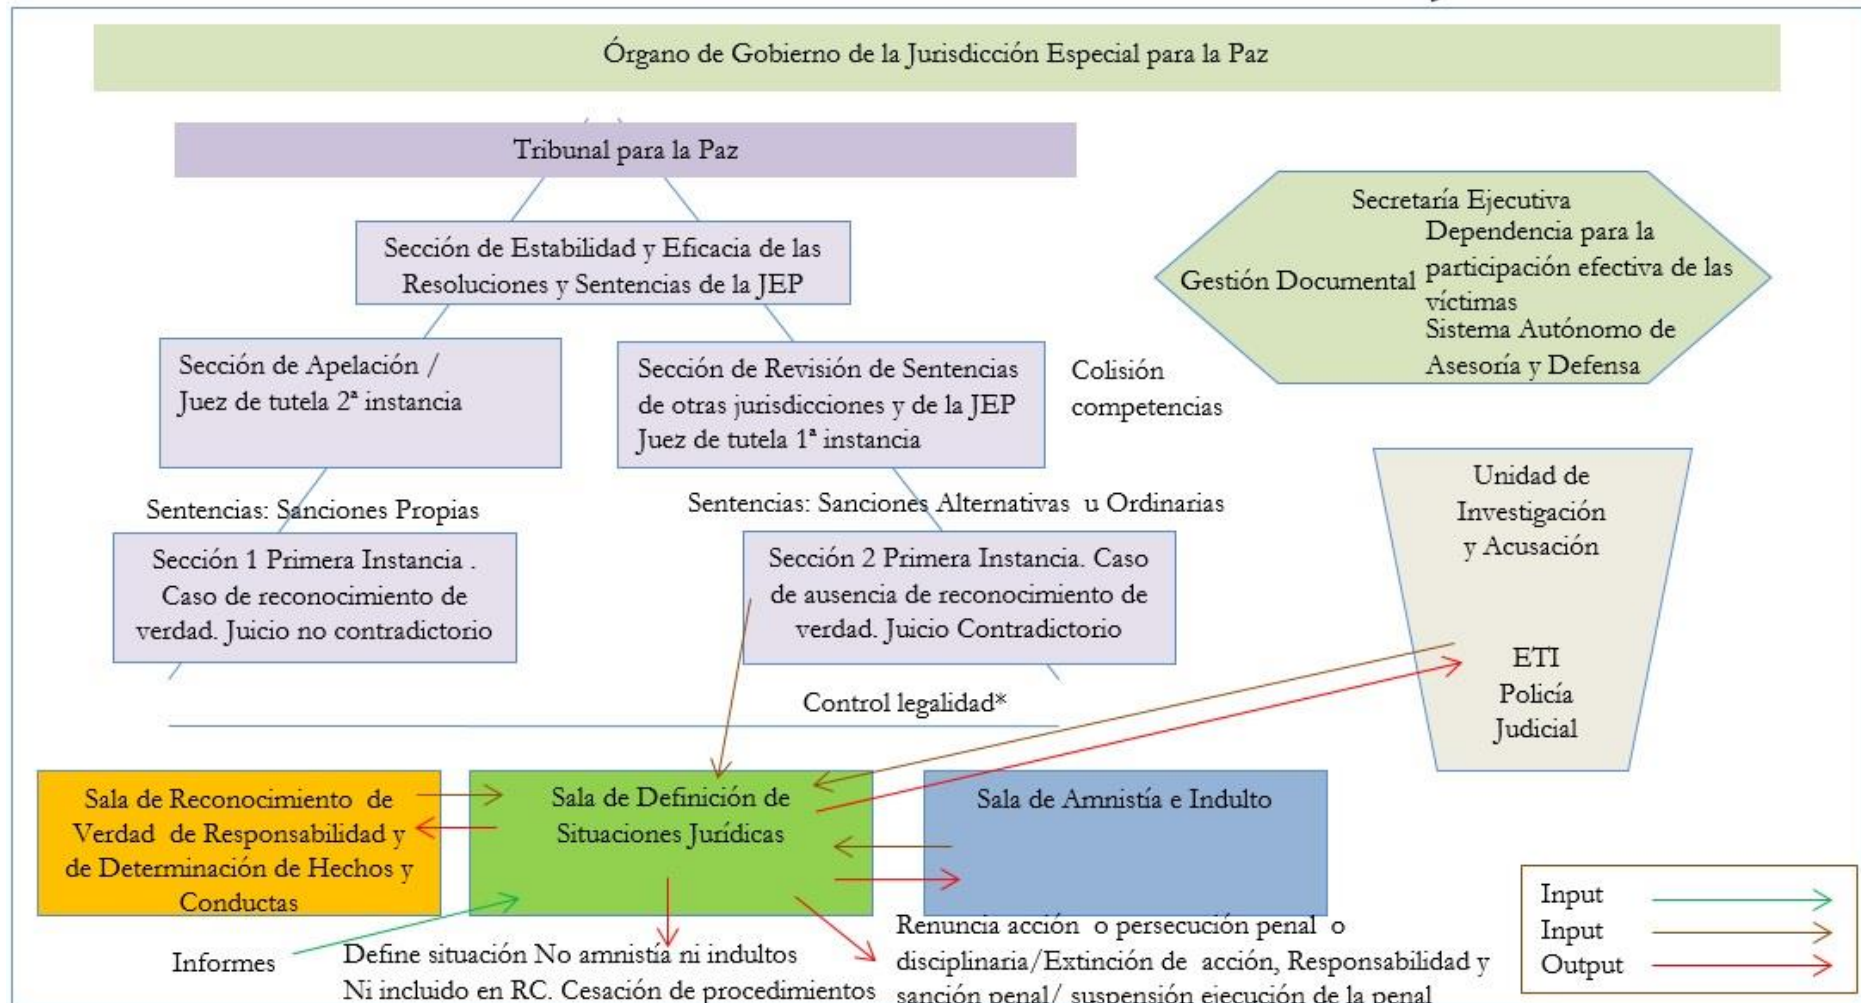 Órgano de Gobierno de la Jurisdicción Especial para la Paz
Tribunal para la Paz
Sección de Estabilidad y Eficacia de las
Resoluciones y Sentencias de la JEP
Secretaría Ejecutiva
Gestión Documental
Dependencia para la
participación efectiva de las
víctimas
Sistema Autónomo de
Asesoría y Defensa
Sección de Apelación /
Juez de tutela 2ª instancia
Sección de Revisión de Sentencias
de otras jurisdicciones y de la JEP
Juez de tutela 1ª instancia
Colisión
competencias
Sentencias: Sanciones Propias
Sentencias: Sanciones Alternativas u Ordinarias
Unidad de
Investigación
y Acusación
ETI
Policía
Judicial
Sección 1 Primera Instancia .
Caso de reconocimiento de
verdad. Juicio no contradictorio
Sección 2 Primera Instancia. Caso
de ausencia de reconocimiento de
verdad. Juicio Contradictorio
Control legalidad*
Sala de Reconocimiento de
Verdad de Responsabilidad y
de Determinación de Hechos y
Conductas
Sala de Definición de
Situaciones Jurídicas
Sala de Amnistía e Indulto
Informes
Define situación No amnistía ni indultos
Ni incluido en RC. Cesación de procedimientos
Renuncia acción o persecución penal o
disciplinaria/Extinción de acción, Responsabilidad y
sanción penal/ suspensión ejecución de la penal
Input
Input
Output